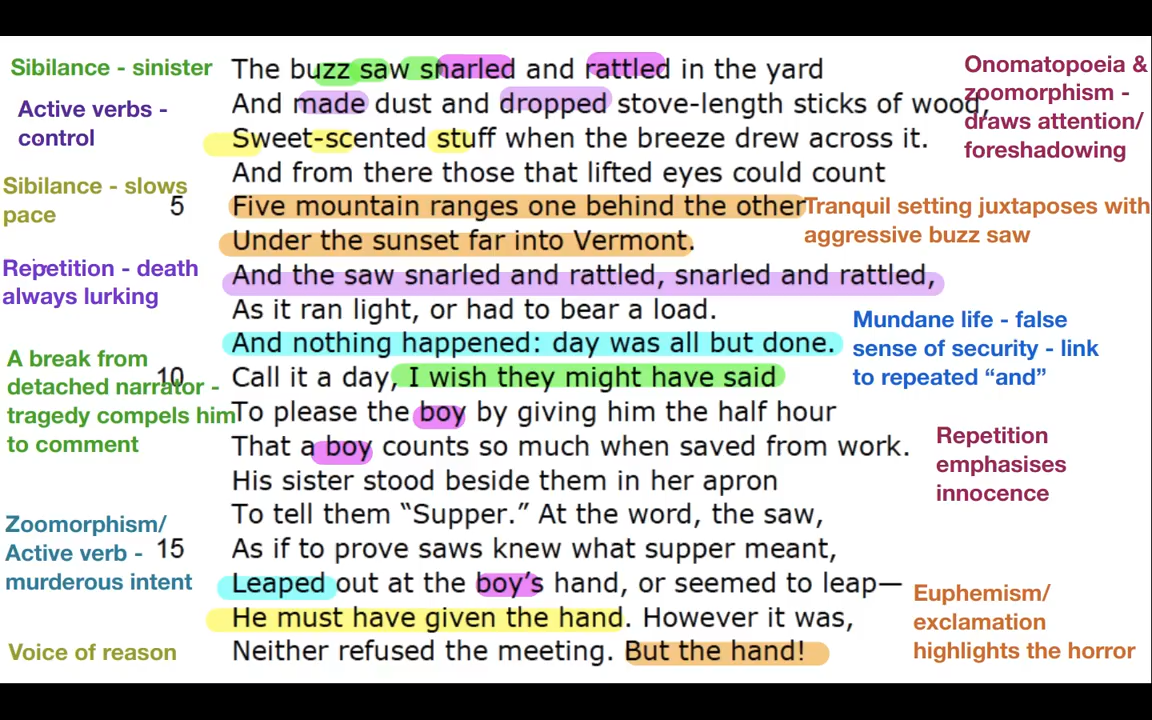 Sibilance - sinister
Active verbs -
control
Sibilance - slows
pace
Repetition - death
always lurking
A break from
detached narrator -
tragedy compels him
to comment
Zoomorphism/
Active verb -
murderous intent
Voice of reason
The buzz saw snarled and rattled in the yard
And made dust and dropped stove-length sticks of wood,
Sweet-scented stuff when the breeze drew across it.
And from there those that lifted eyes could count
5 Five mountain ranges one behind the other
Under the sunset far into Vermont.
And the saw snarled and rattled, snarled and rattled,
As it ran light, or had to bear a load.
And nothing happened: day was all but done.
10 Call it a day, I wish they might have said
To please the boy by giving him the half hour
That a boy counts so much when saved from work.
His sister stood beside them in her apron
To tell them “Supper.” At the word, the saw,
15 As if to prove saws knew what supper meant,
Leaped out at the boy’s hand, or seemed to leap—
He must have given the hand. However it was,
Neither refused the meeting. But the hand!
Onomatopoeia &
zoomorphism -
draws attention/
foreshadowing
Tranquil setting juxtaposes with
aggressive buzz saw
Mundane life - false
sense of security - link
to repeated “and”
Repetition
emphasises
innocence
Euphemism/
exclamation
highlights the horror